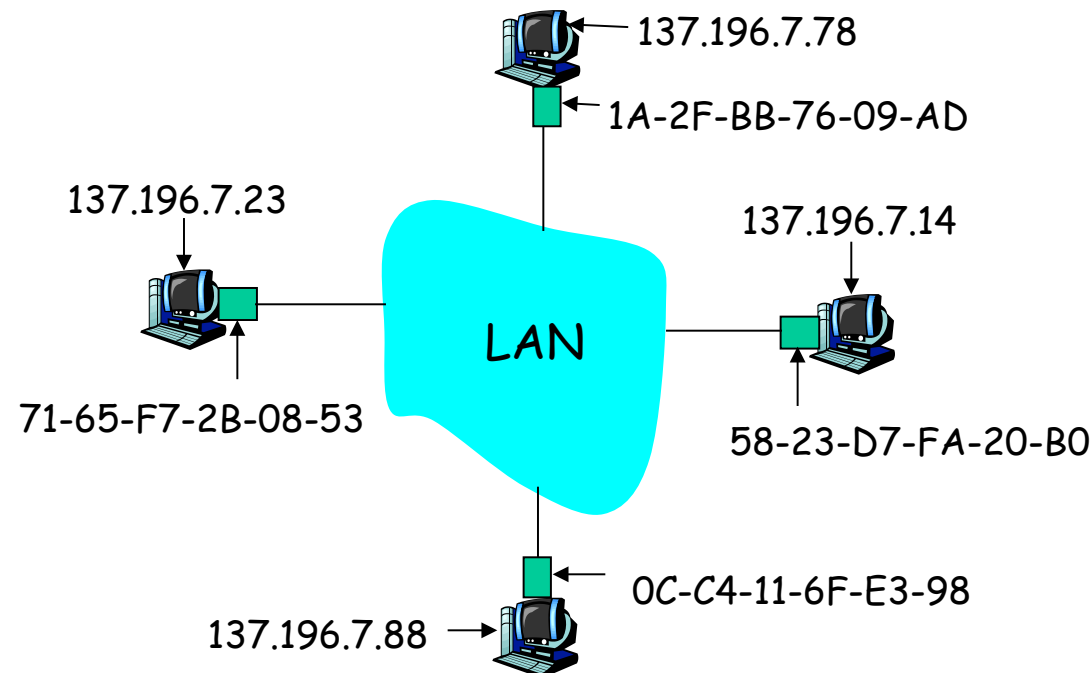 137.196.7.78
1A-2F-BB-76-09-AD
137.196.7.23
137.196.7.14
LAN
71-65-F7-2B-08-53
58-23-D7-FA-20-B0
0C-C4-11-6F-E3-98
137.196.7.88